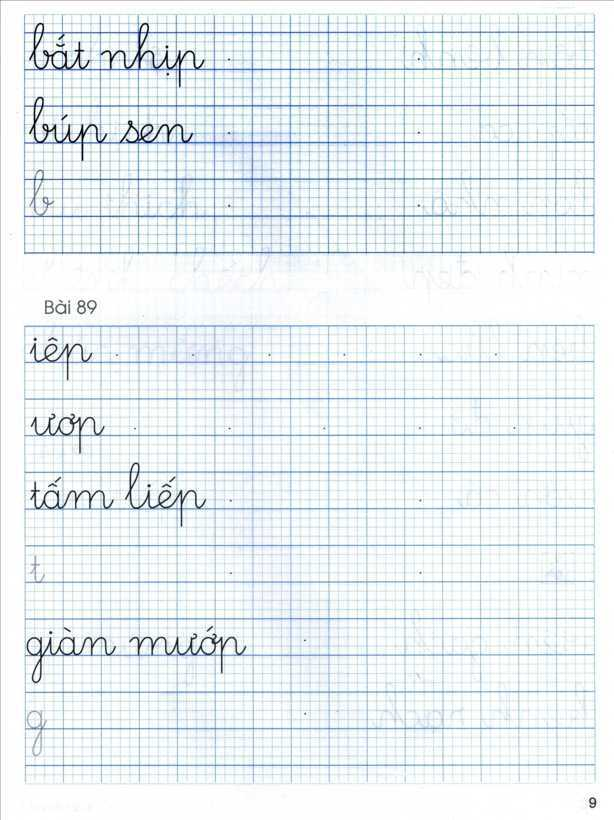 bắt nhịp
búp sen
b
Bài 89
iêp
ươp
tấm liếp
t
giàn mướp
g
9